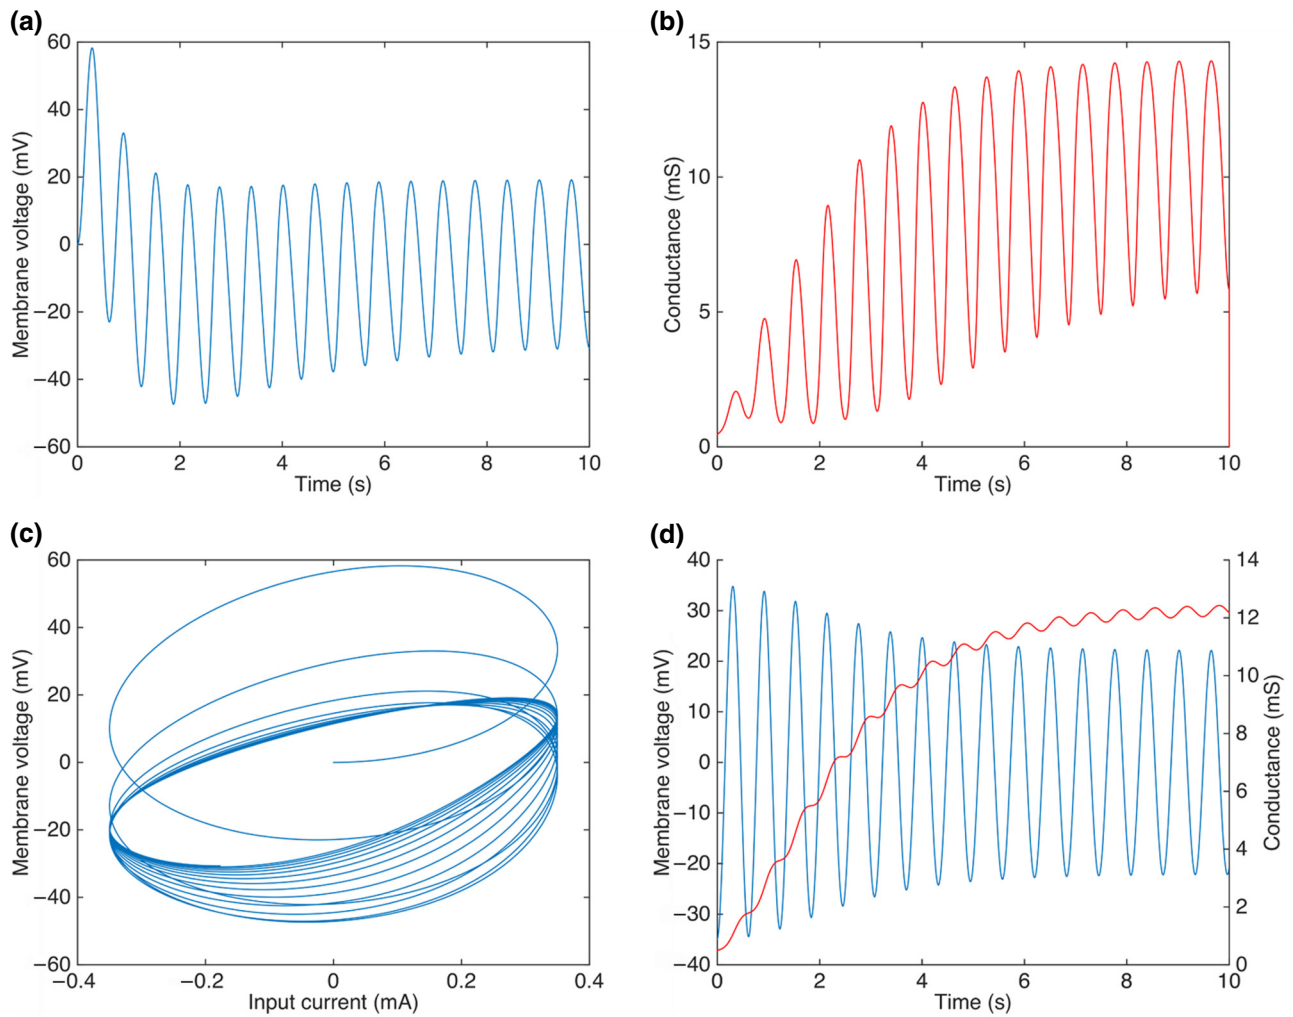 (a)
60
40
20
0
−20
−40
−60
Membrane voltage (mV)
0 2 4 6 8 10
Time (s)
(b)
15
10
5
0
Conductance (mS)
0 2 4 6 8 10
Time (s)
(c)
60
40
20
0
−20
−40
−60
Membrane voltage (mV)
−0.4 −0.2 0 0.2 0.4
Input current (mA)
(d)
40
30
20
10
0
−10
−20
−30
−40
Membrane voltage (mV)
14
12
10
8
6
4
2
0
Conductance (mS)
0 2 4 6 8 10
Time (s)